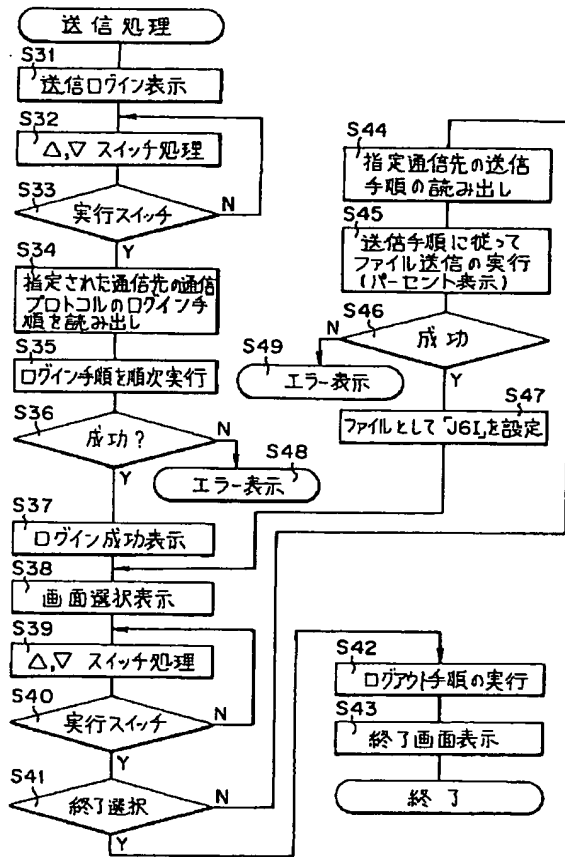 送信処理
S31
送信ログイン表示
S32
△,▽ スイッチ処理
S33
実行スイッチ
N
Y
S34
指定された通信先の通信
プロトコルのログイン手
順を読み出し
S35
ログイン手順を順次実行
S36
成功?
N
Y
S48
エラー表示
S37
ログイン成功表示
S38
画面選択表示
S39
△,▽ スイッチ処理
S40
実行スイッチ
N
Y
S41
終了選択
N
Y
S44
指定通信先の送信
手順の読み出し
S45
送信手順に従って
ファイル送信の実行
(パーセント表示)
S46
成功
N
Y
S49
エラー表示
S47
ファイルとして「J6I」を設定
S42
ログアウト手順の実行
S43
終了画面表示
終了